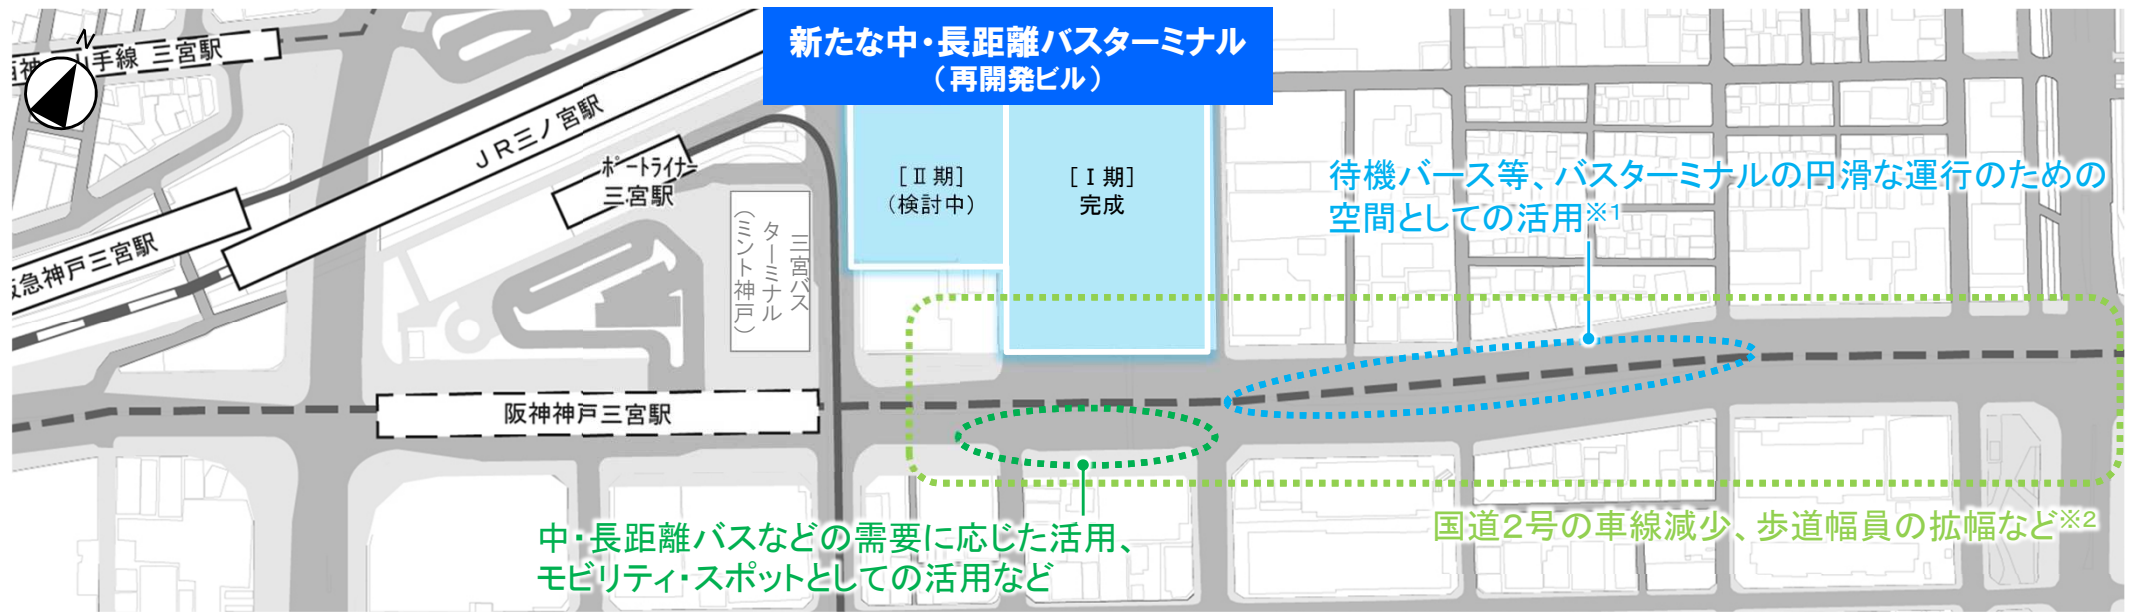 新たな中・長距離バスターミナル
（再開発ビル）
N
山手線 三宮駅
JR三ノ宮駅
ポートライナー
三宮駅
急神戸三宮駅
三宮バス
ターミナル
（ミント神戸）
［Ⅱ期］
（検討中）
［Ⅰ期］
完成
待機バース等、バスターミナルの円滑な運行のための
空間としての活用※1
阪神神戸三宮駅
中・長距離バスなどの需要に応じた活用、
モビリティ・スポットとしての活用など
国道2号の車線減少、歩道幅員の拡幅など※2